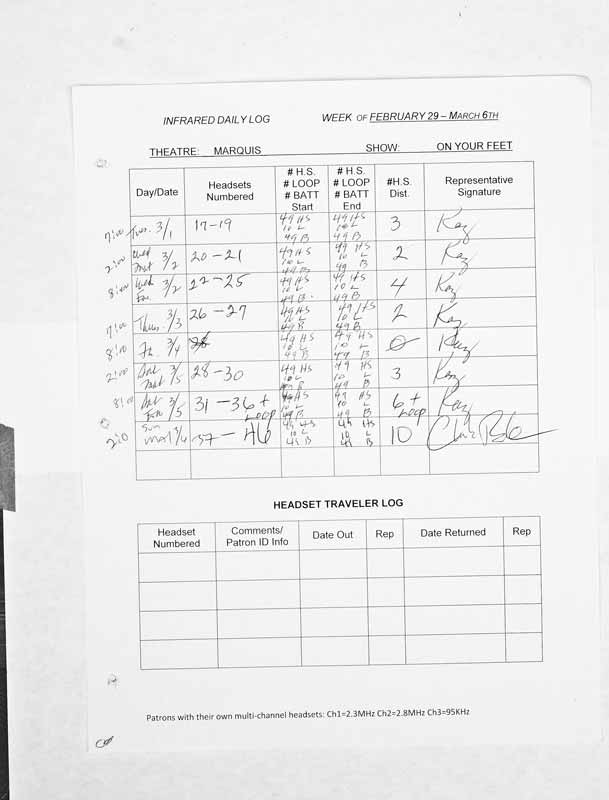 INFRARED DAILY LOG WEEK OF FEBRUARY 29 – MARCH 6TH
THEATRE: MARQUIS SHOW: ON YOUR FEET
Day/Date Headsets Numbered # H.S. # LOOP # BATT Start # H.S. # LOOP # BATT End #H.S. Dist. Representative Signature
7:00 Tues. 3/1 17-19 49 HS 10 L 49 B 49 HS 10 L 49 B 3 Kaz
2:00 Wed Mat 3/2 20-21 49 HS 10 L 49 B 49 HS 10 L 49 B 2 Kaz
8:00 Wed Eve 3/2 22-25 49 HS 10 L 49 B. 49 HS 10 L 49 B 4 Kaz
7:00 Thurs. 3/3 26-27 49 HS 10 L 49 B 49 HS 10 L 49 B 2 Kaz
8:00 Fri. 3/4 49 HS 10 L 49 B 49 HS 10 L 49 B 0 Kaz
2:00 Sat Mat 3/5 28-30 49 HS 10 L 49 B 49 HS 10 L 49 B 3 Kaz
8:00 Sat Eve 3/5 31-36 + Loop 49 HS 10 L 49 B 49 HS 10 L 49 B 6 + Loop Kaz
Sun mat 3/6 37-46 49 HS 10 L 49 B 49 HS 10 L 49 B 10
HEADSET TRAVELER LOG
Headset Numbered Comments/ Patron ID Info Date Out Rep Date Returned Rep
Patrons with their own multi-channel headsets: Ch1=2.3MHz Ch2=2.8MHz Ch3=95KHz